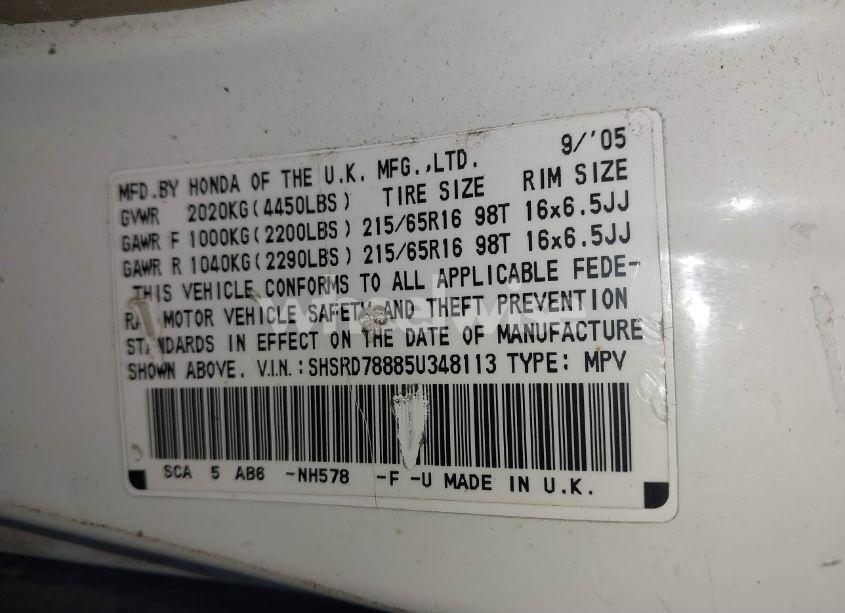 MFD.BY HONDA OF THE U.K. MFG.,LTD. 9/'05
GVWR 2020KG(4450LBS) TIRE SIZE RIM SIZE
GAWR F 1000KG(2200LBS) 215/65R16 98T 16x6.5JJ
GAWR R 1040KG(2290LBS) 215/65R16 98T 16x6.5JJ
THIS VEHICLE CONFORMS TO ALL APPLICABLE FEDE-
RA MOTOR VEHICLE SAFETY AND THEFT PREVENTION
STANDARDS IN EFFECT ON THE DATE OF MANUFACTURE
SHOWN ABOVE. V.I.N.:SHSRD78885U348113 TYPE: MPV
SCA 5 AB6 -NH578 -F -U MADE IN U.K.